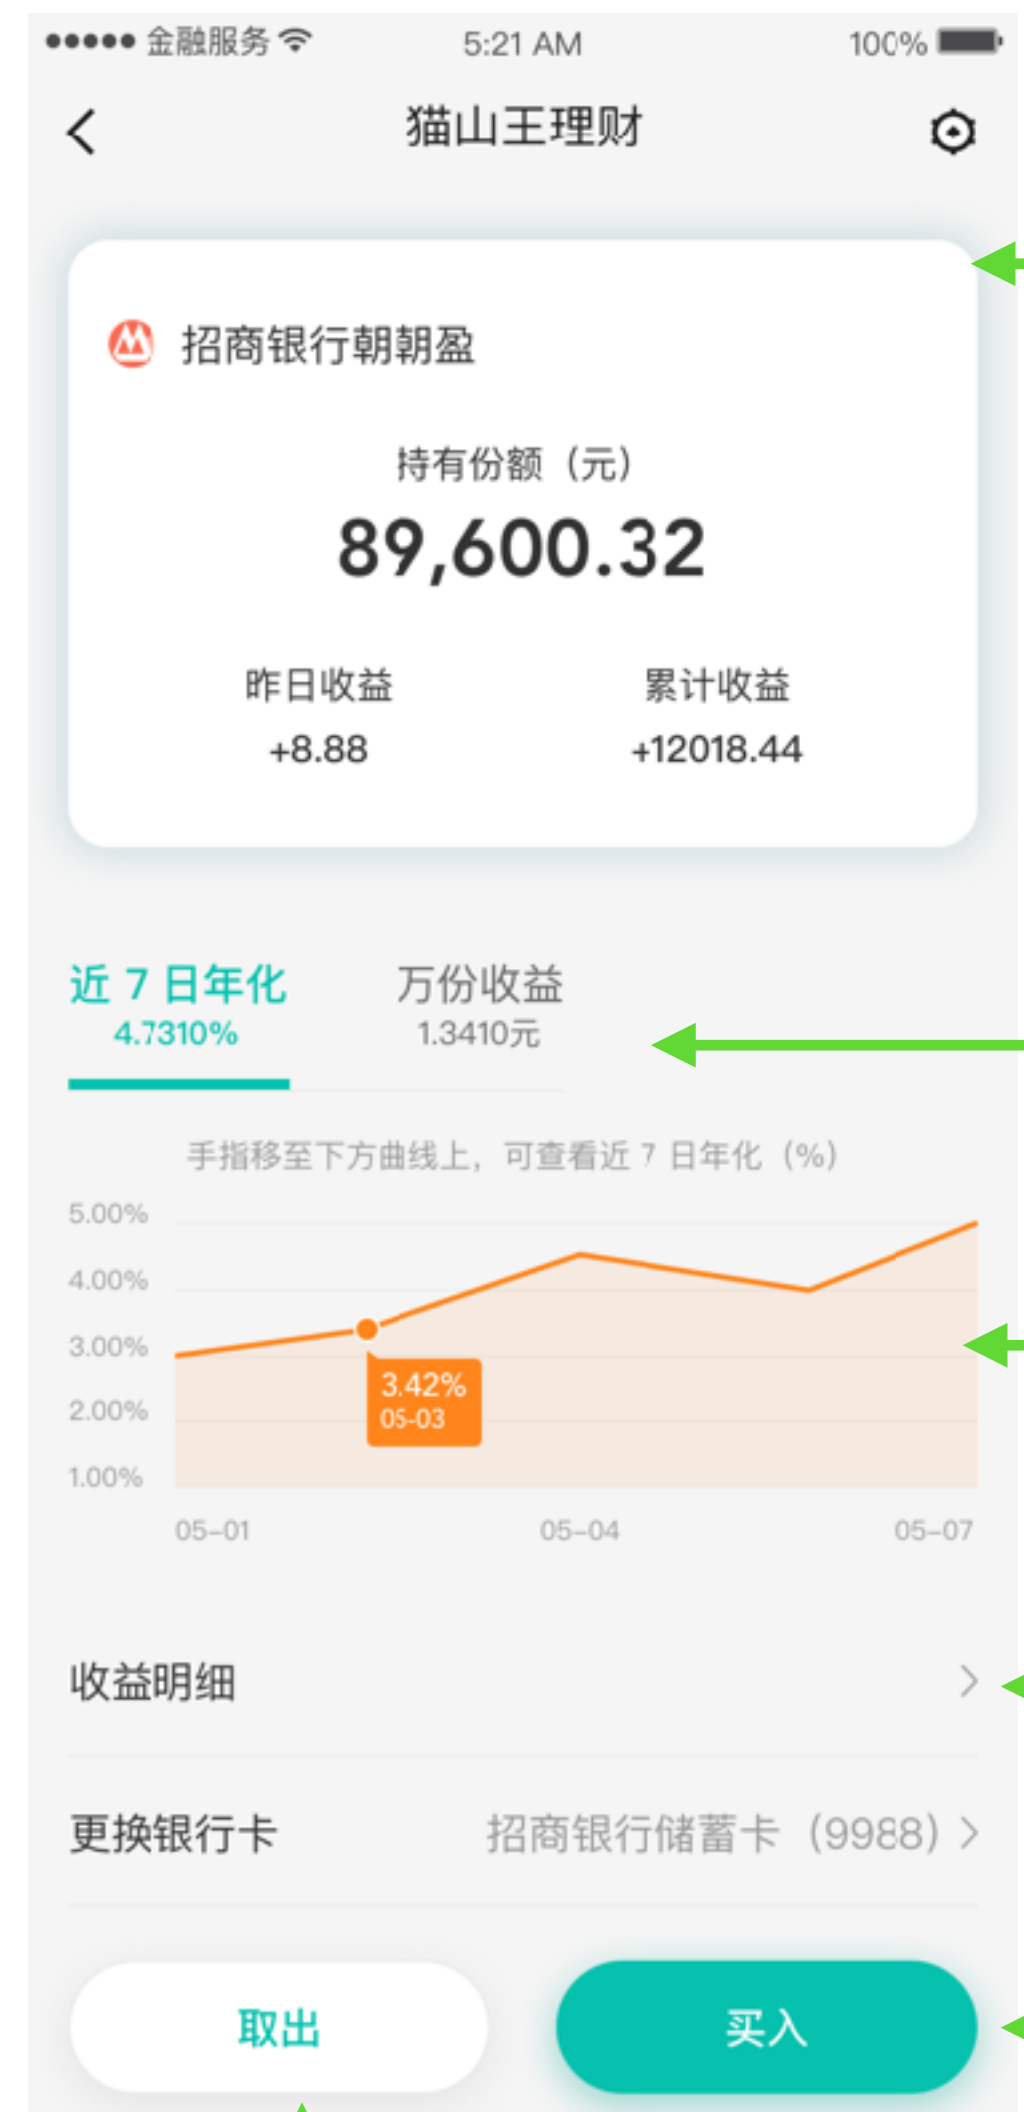 金融服务 5:21 AM 100%
猫山王理财
招商银行朝朝盈
持有份额（元）
89,600.32
昨日收益 累计收益
+8.88 +12018.44
近 7 日年化 万份收益
4.7310% 1.3410元
手指移至下方曲线上，可查看近 7 日年化（%）
5.00%
4.00%
3.00%
3.42%
2.00%
05-03
1.00%
05-01 05-04 05-07
收益明细
更换银行卡 招商银行储蓄卡（9988）
取出 买入